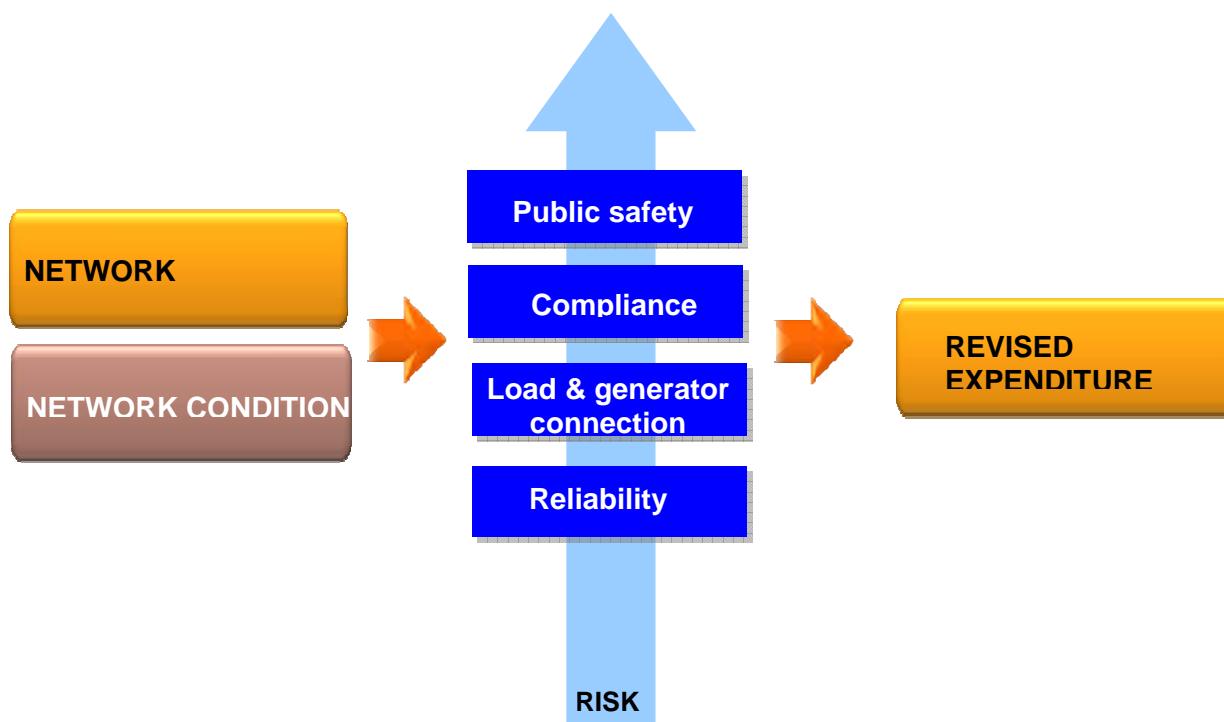 NETWORK
NETWORK CONDITION
Public safety
Compliance
Load & generator
connection
Reliability
RISK
REVISED
EXPENDITURE